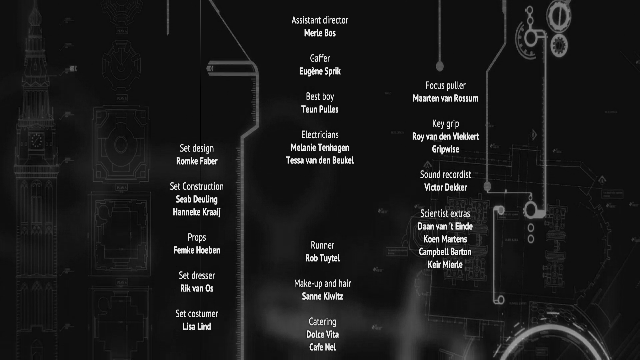 Set design
Romke Faber
Set Construction
Seab Deuling
Hanneke Kraaij
Props
Femke Hoeben
Set dresser
Rik van Os
Set costumer
Lisa Lind
Assistant director
Merle Bos
Gaffer
Eugène Sprik
Best boy
Teun Pulles
Electricians
Melanie Tenhagen
Tessa van den Beukel
Runner
Rob Tuytel
Make-up and hair
Sanne Kiwitz
Catering
Dolce Vita
Cafe Nel
Focus puller
Maarten van Rossum
Key grip
Roy van den Vlekkert
Gripwise
Sound recordist
Victor Dekker
Scientist extras
Daan van 't Einde
Koen Martens
Campbell Barton
Keir Mierle